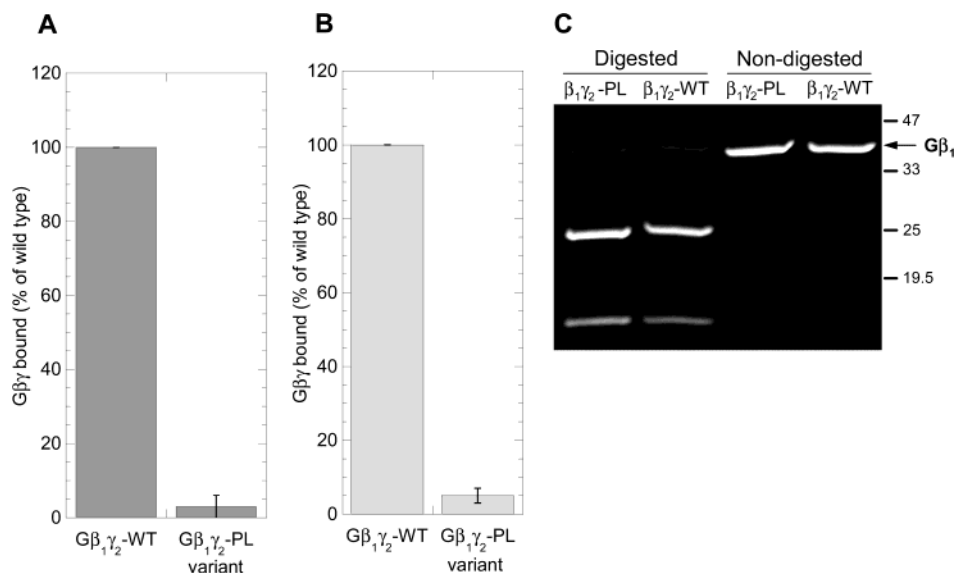 A
Gβγ bound (% of wild type)
120
100
80
60
40
20
0
Gβ₁γ₂-WT
Gβ₁γ₂-PL
variant
B
Gβγ bound (% of wild type)
120
100
80
60
40
20
0
Gβ₁γ₂-WT
Gβ₁γ₂-PL
variant
C
Digested
Non-digested
β₁γ₂-PL
β₁γ₂-WT
β₁γ₂-PL
β₁γ₂-WT
47
Gβ₁
33
25
19.5